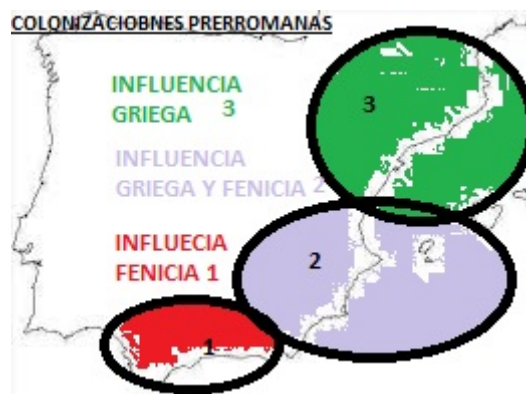 COLONIZACIOBNES PRERROMANAS
INFLUENCIA
GRIEGA 3
INFLUENCIA
GRIEGA Y FENICIA 2
INFLUECIA
FENICIA 1
3
2
1